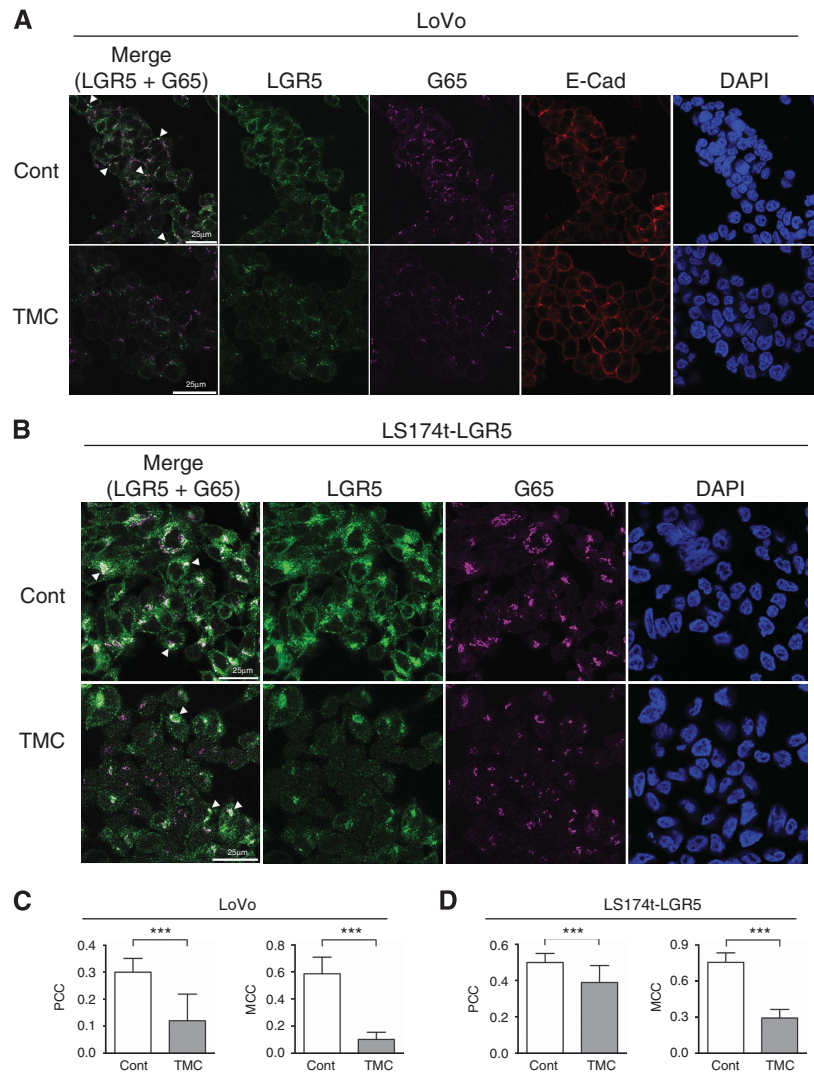 A
LoVo
Merge
(LGR5 + G65) LGR5 G65 E-Cad DAPI
Cont
25μm
TMC
25μm
B
LS174t-LGR5
Merge
(LGR5 + G65) LGR5 G65 DAPI
Cont
25μm
TMC
25μm
C
LoVo
***
0.4
0.3
0.2
0.1
0.0
PCC
Cont TMC
***
0.8
0.6
0.4
0.2
0.0
MCC
Cont TMC
D
LS174t-LGR5
***
0.6
0.4
0.2
0.0
PCC
Cont TMC
***
0.9
0.6
0.3
0.0
MCC
Cont TMC